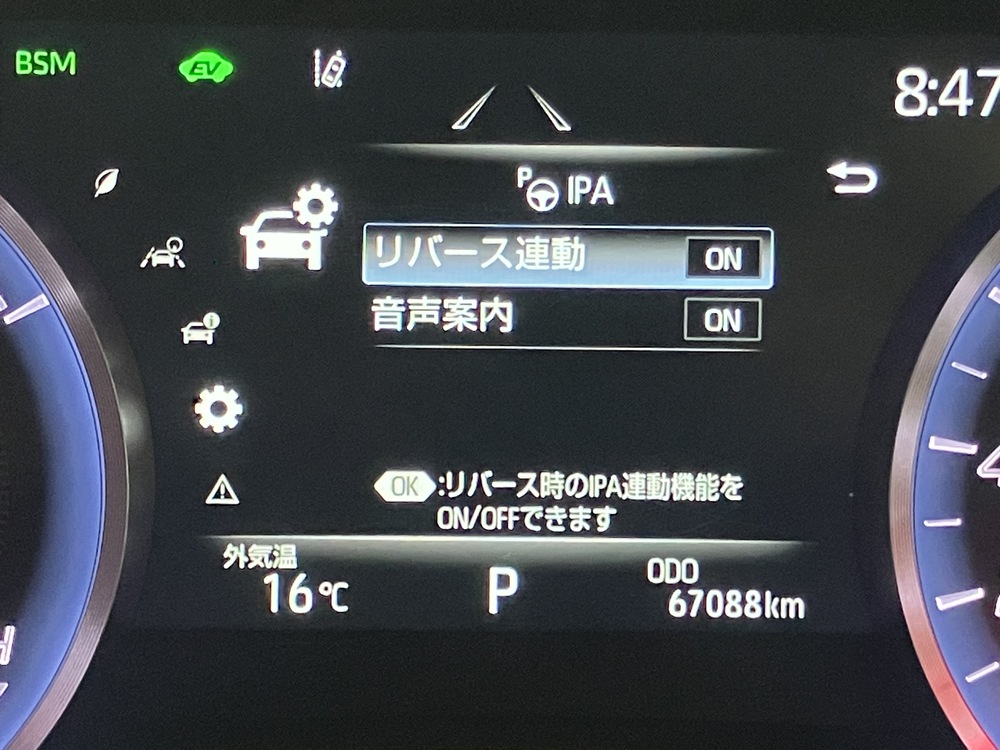 BSM
EV
8:47
P IPA
リバース連動 ON
音声案内 ON
OK :リバース時のIPA連動機能を
ON/OFFできます
外気温
16℃
P
ODO
67088km